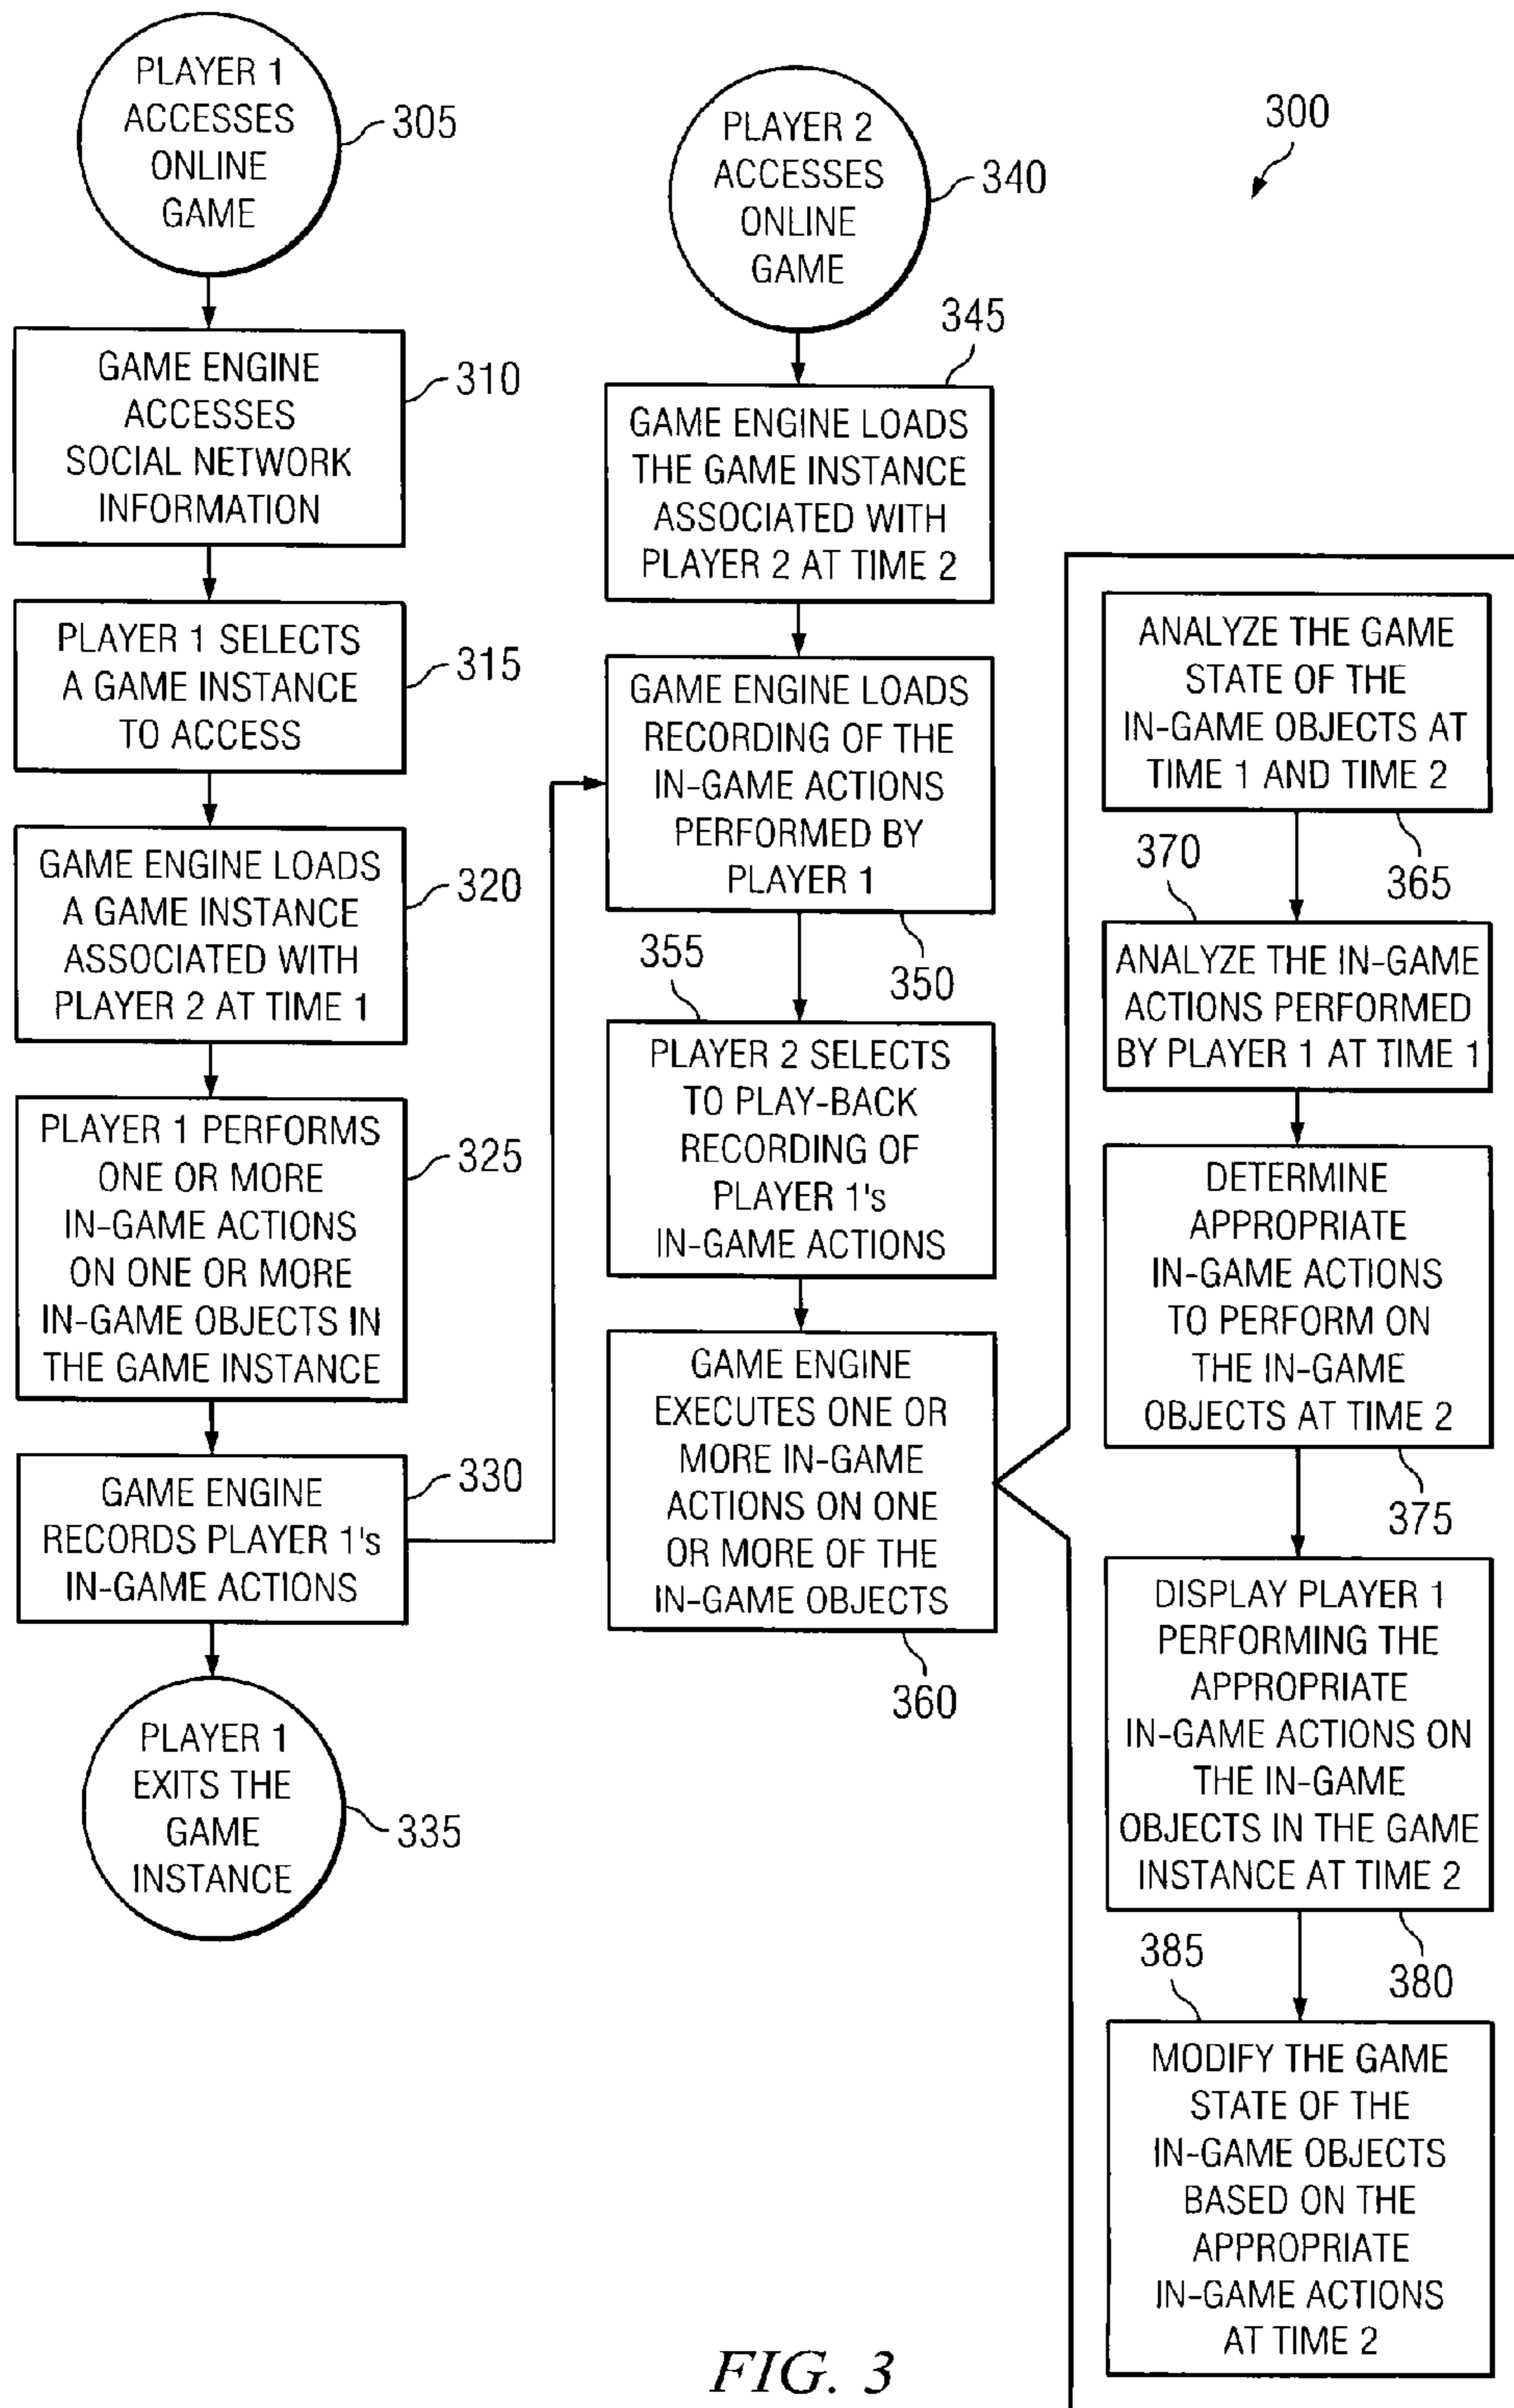 PLAYER 1
ACCESSES
ONLINE
GAME
305
GAME ENGINE
ACCESSES
SOCIAL NETWORK
INFORMATION
310
PLAYER 1 SELECTS
A GAME INSTANCE
TO ACCESS
315
GAME ENGINE LOADS
A GAME INSTANCE
ASSOCIATED WITH
PLAYER 2 AT TIME 1
320
PLAYER 1 PERFORMS
ONE OR MORE
IN-GAME ACTIONS
ON ONE OR MORE
IN-GAME OBJECTS IN
THE GAME INSTANCE
325
GAME ENGINE
RECORDS PLAYER 1's
IN-GAME ACTIONS
330
PLAYER 1
EXITS THE
GAME
INSTANCE
335
PLAYER 2
ACCESSES
ONLINE
GAME
340
345
GAME ENGINE LOADS
THE GAME INSTANCE
ASSOCIATED WITH
PLAYER 2 AT TIME 2
GAME ENGINE LOADS
RECORDING OF THE
IN-GAME ACTIONS
PERFORMED BY
PLAYER 1
350
355
PLAYER 2 SELECTS
TO PLAY-BACK
RECORDING OF
PLAYER 1's
IN-GAME ACTIONS
GAME ENGINE
EXECUTES ONE OR
MORE IN-GAME
ACTIONS ON ONE
OR MORE OF THE
IN-GAME OBJECTS
360
300
ANALYZE THE GAME
STATE OF THE
IN-GAME OBJECTS AT
TIME 1 AND TIME 2
365
370
ANALYZE THE IN-GAME
ACTIONS PERFORMED
BY PLAYER 1 AT TIME 1
DETERMINE
APPROPRIATE
IN-GAME ACTIONS
TO PERFORM ON
THE IN-GAME
OBJECTS AT TIME 2
375
DISPLAY PLAYER 1
PERFORMING THE
APPROPRIATE
IN-GAME ACTIONS ON
THE IN-GAME
OBJECTS IN THE GAME
INSTANCE AT TIME 2
380
385
MODIFY THE GAME
STATE OF THE
IN-GAME OBJECTS
BASED ON THE
APPROPRIATE
IN-GAME ACTIONS
AT TIME 2
FIG. 3